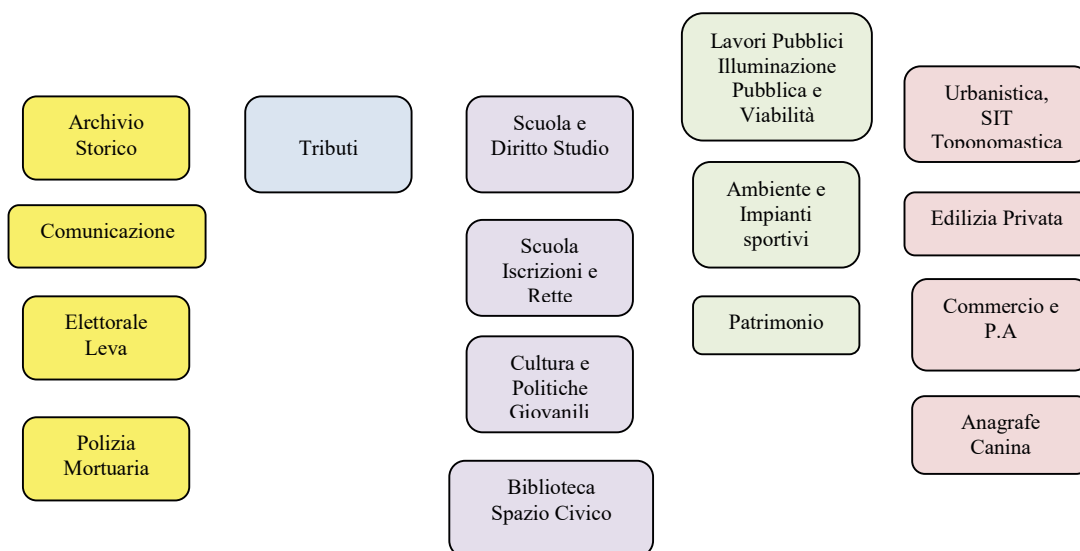 Archivio
Storico
Comunicazione
Elettorale
Leva
Polizia
Mortuaria
Tributi
Scuola e
Diritto Studio
Scuola
Iscrizioni e
Rette
Cultura e
Politiche
Giovanili
Biblioteca
Spazio Civico
Lavori Pubblici
Illuminazione
Pubblica e
Viabilità
Ambiente e
Impianti
sportivi
Patrimonio
Urbanistica,
SIT
Toponomastica
Edilizia Privata
Commercio e
P.A
Anagrafe
Canina